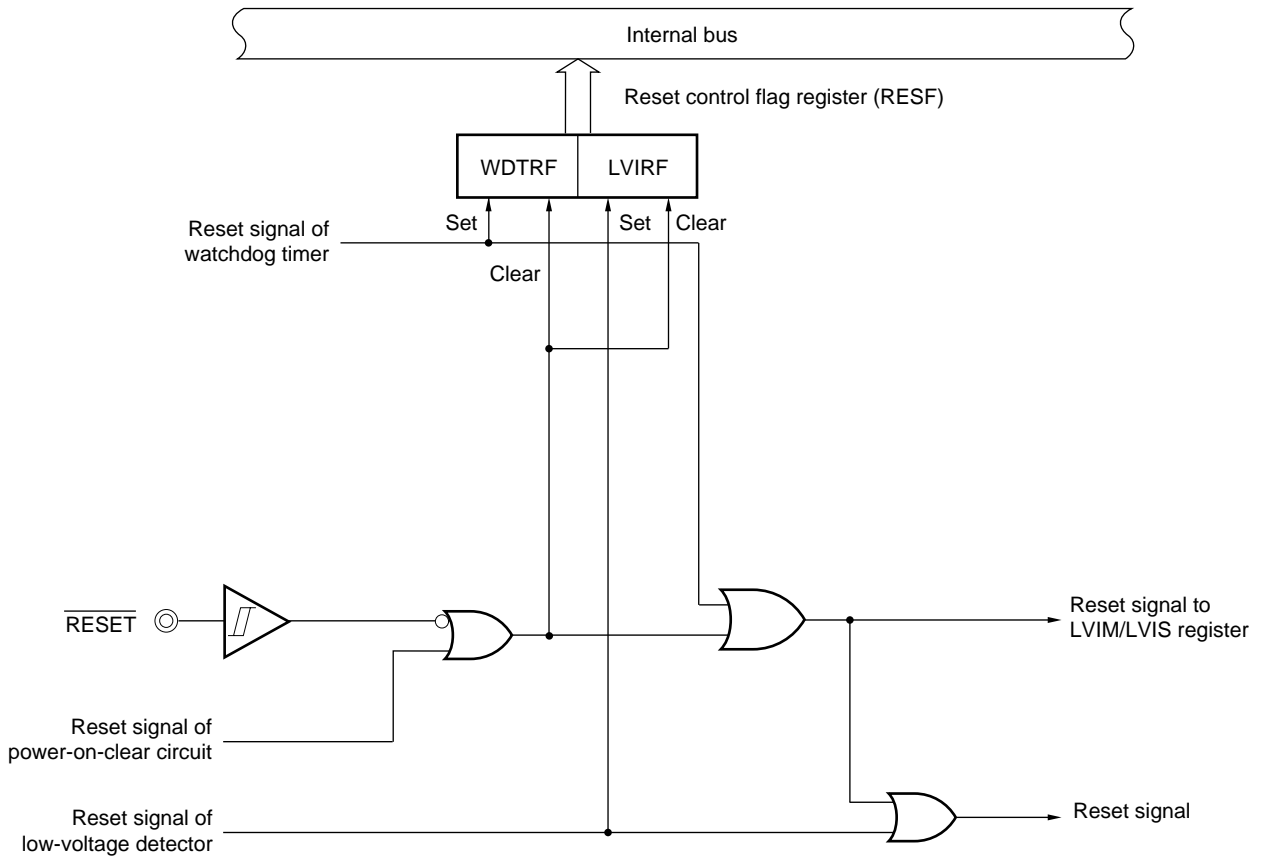 Internal bus
Reset control flag register (RESF)
WDTRF
LVIRF
Set
Set
Clear
Reset signal of
watchdog timer
Clear
RESET
Reset signal to
LVIM/LVIS register
Reset signal of
power-on-clear circuit
Reset signal of
low-voltage detector
Reset signal